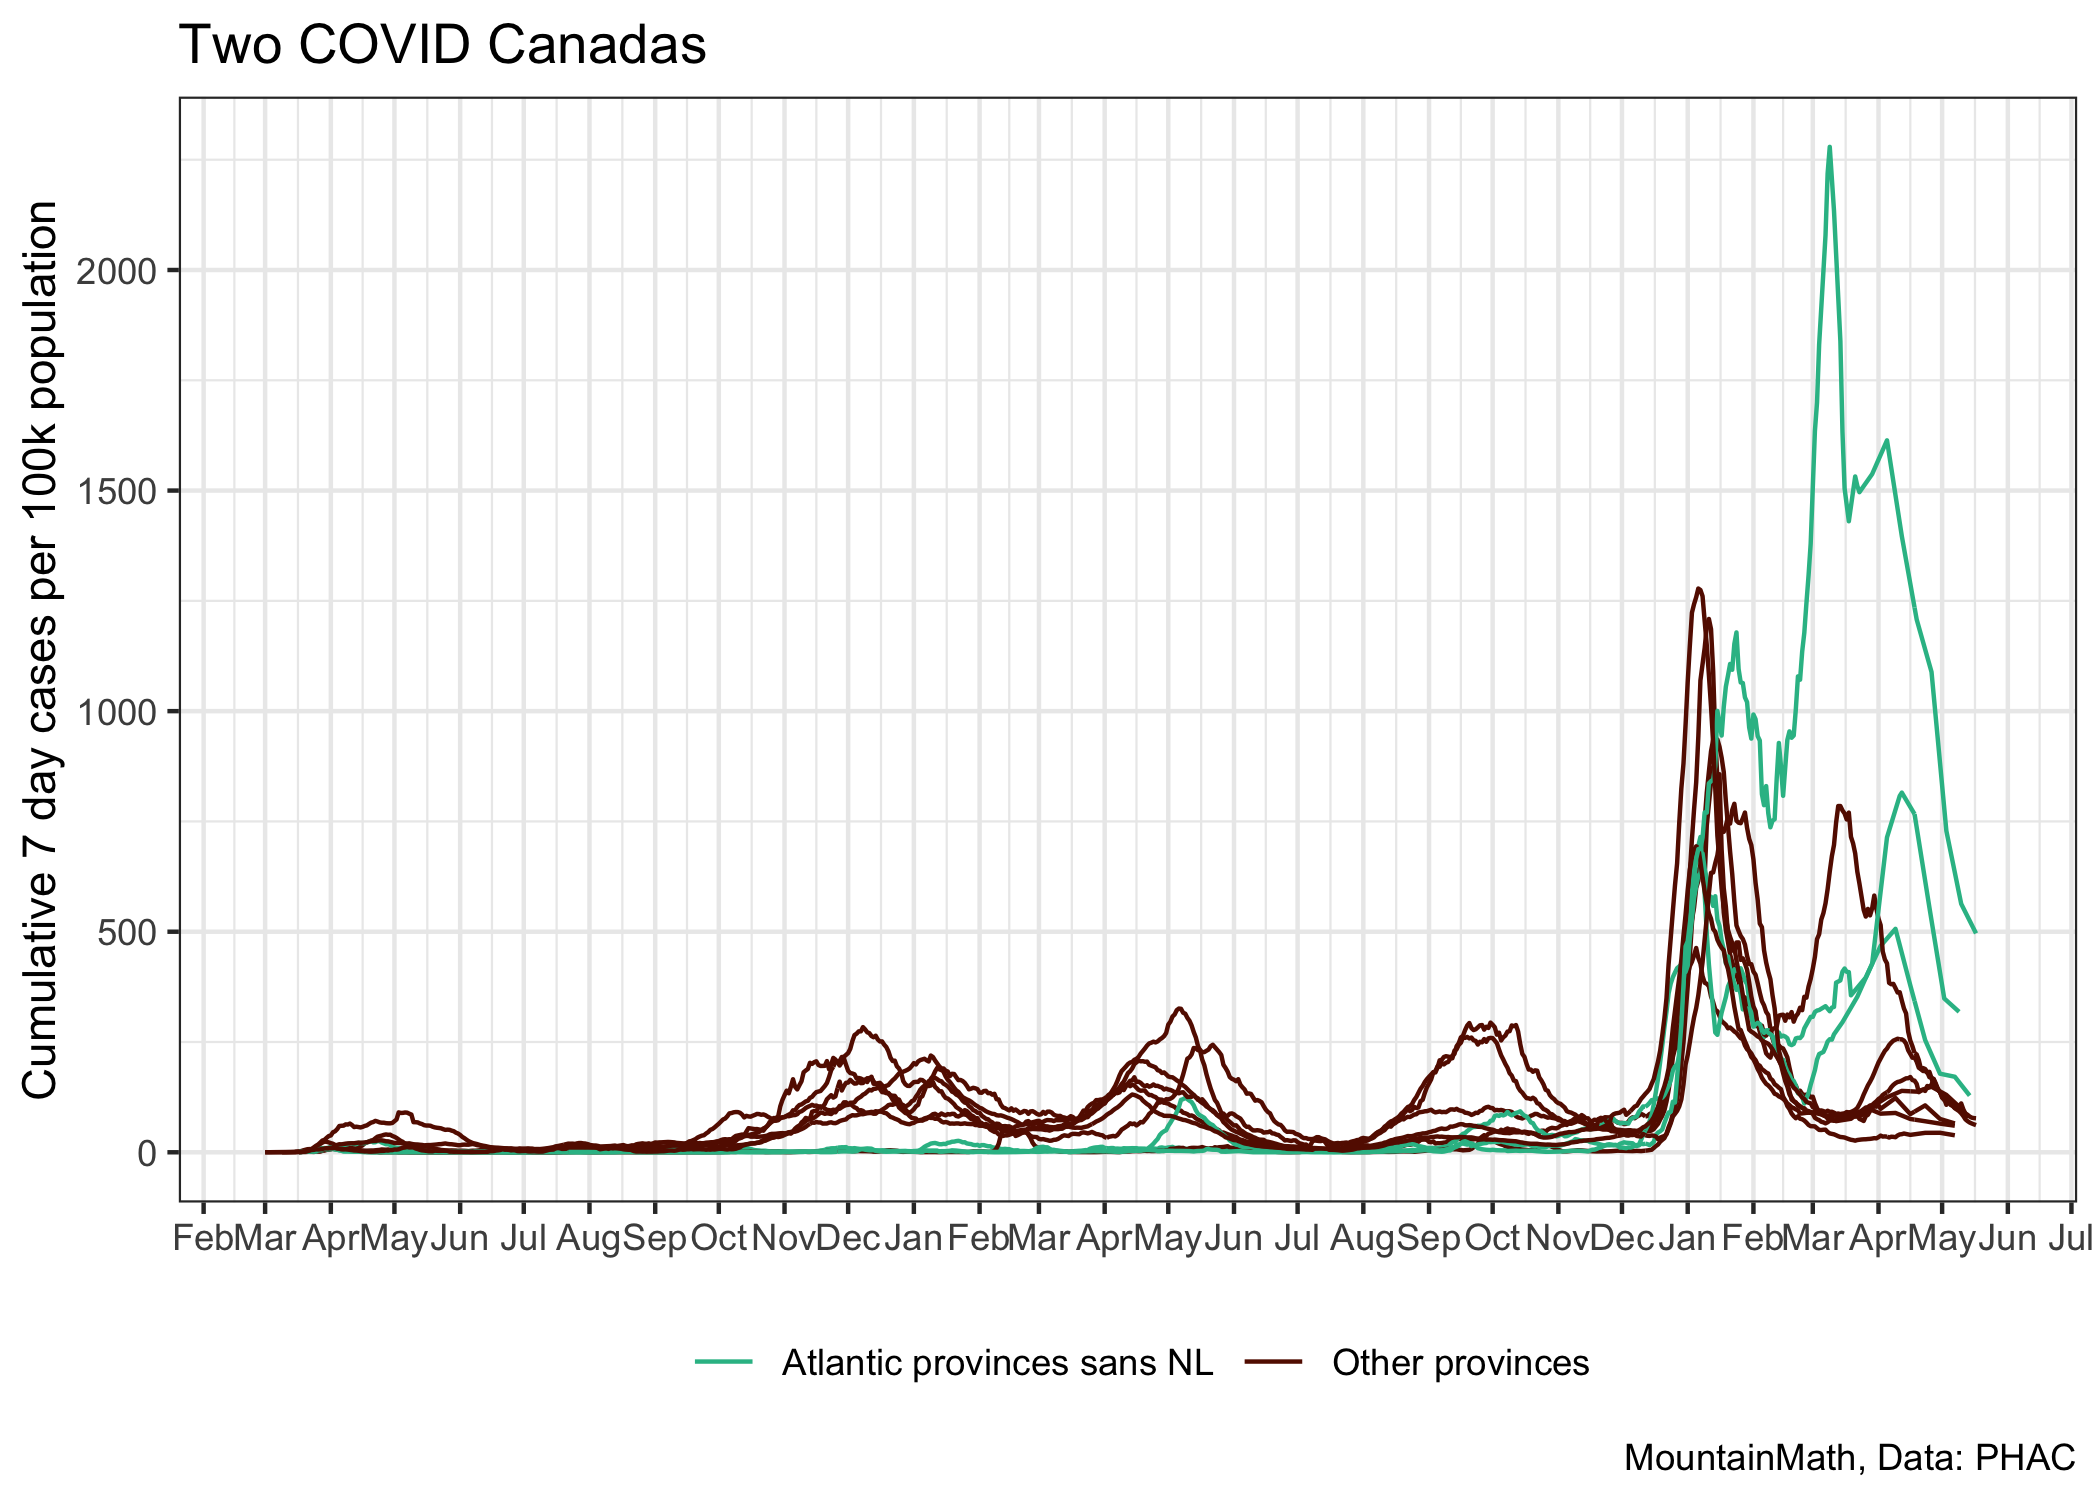 Two COVID Canadas
Cumulative 7 day cases per 100k population
2000
1500
1000
500
0
Feb Mar Apr May Jun Jul Aug Sep Oct Nov Dec Jan Feb Mar Apr May Jun Jul Aug Sep Oct Nov Dec Jan Feb Mar Apr May Jun Jul
Atlantic provinces sans NL Other provinces
MountainMath, Data: PHAC